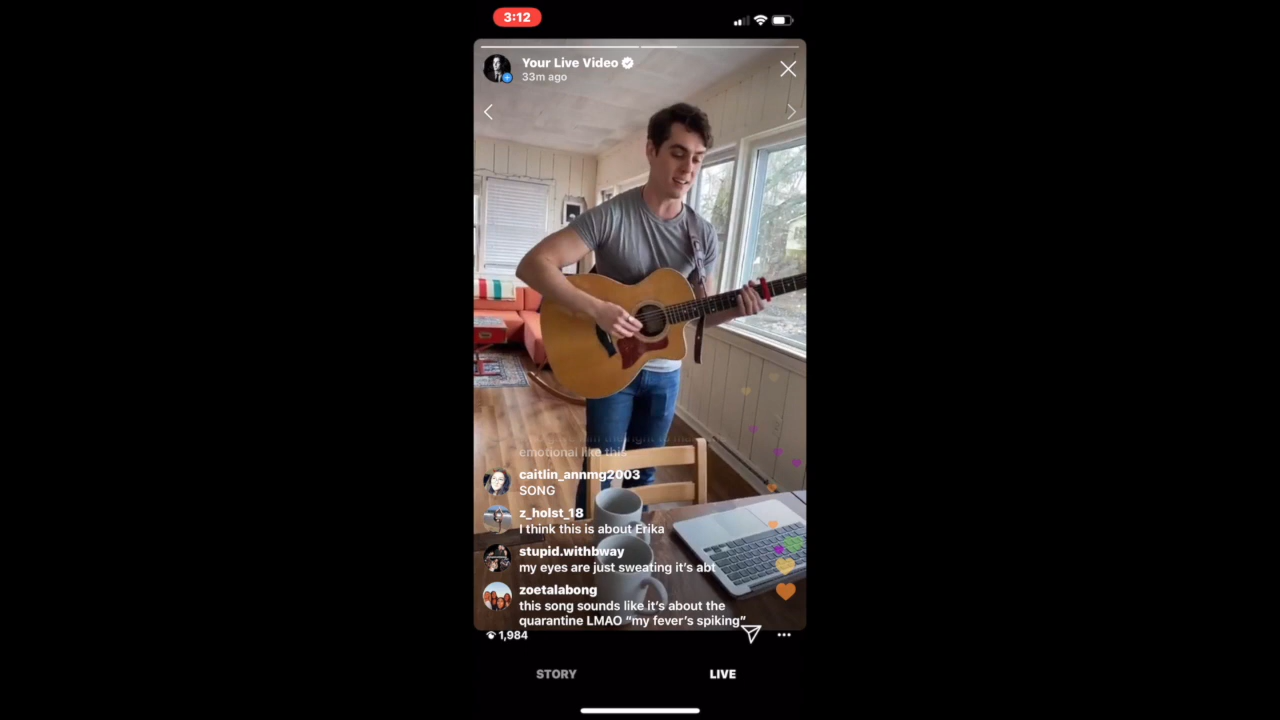 3:12
Your Live Video
33m ago
emotional like this
caitlin_annmg2003
SONG
z_holst_18
I think this is about Erika
stupid.withbway
my eyes are just sweating it's abt
zoetalabong
this song sounds like it's about the
quarantine LMAO “my fever's spiking”
1,984
STORY
LIVE